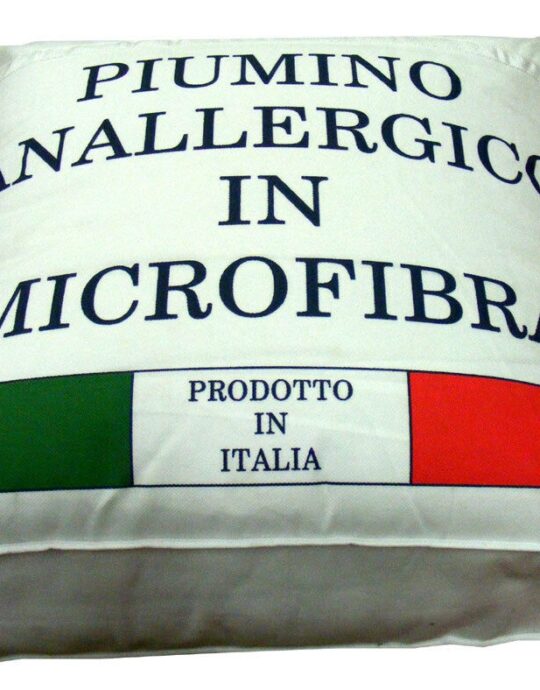 PIUMINO
ANALLERGICO
IN
MICROFIBRA
PRODOTTO
IN
ITALIA